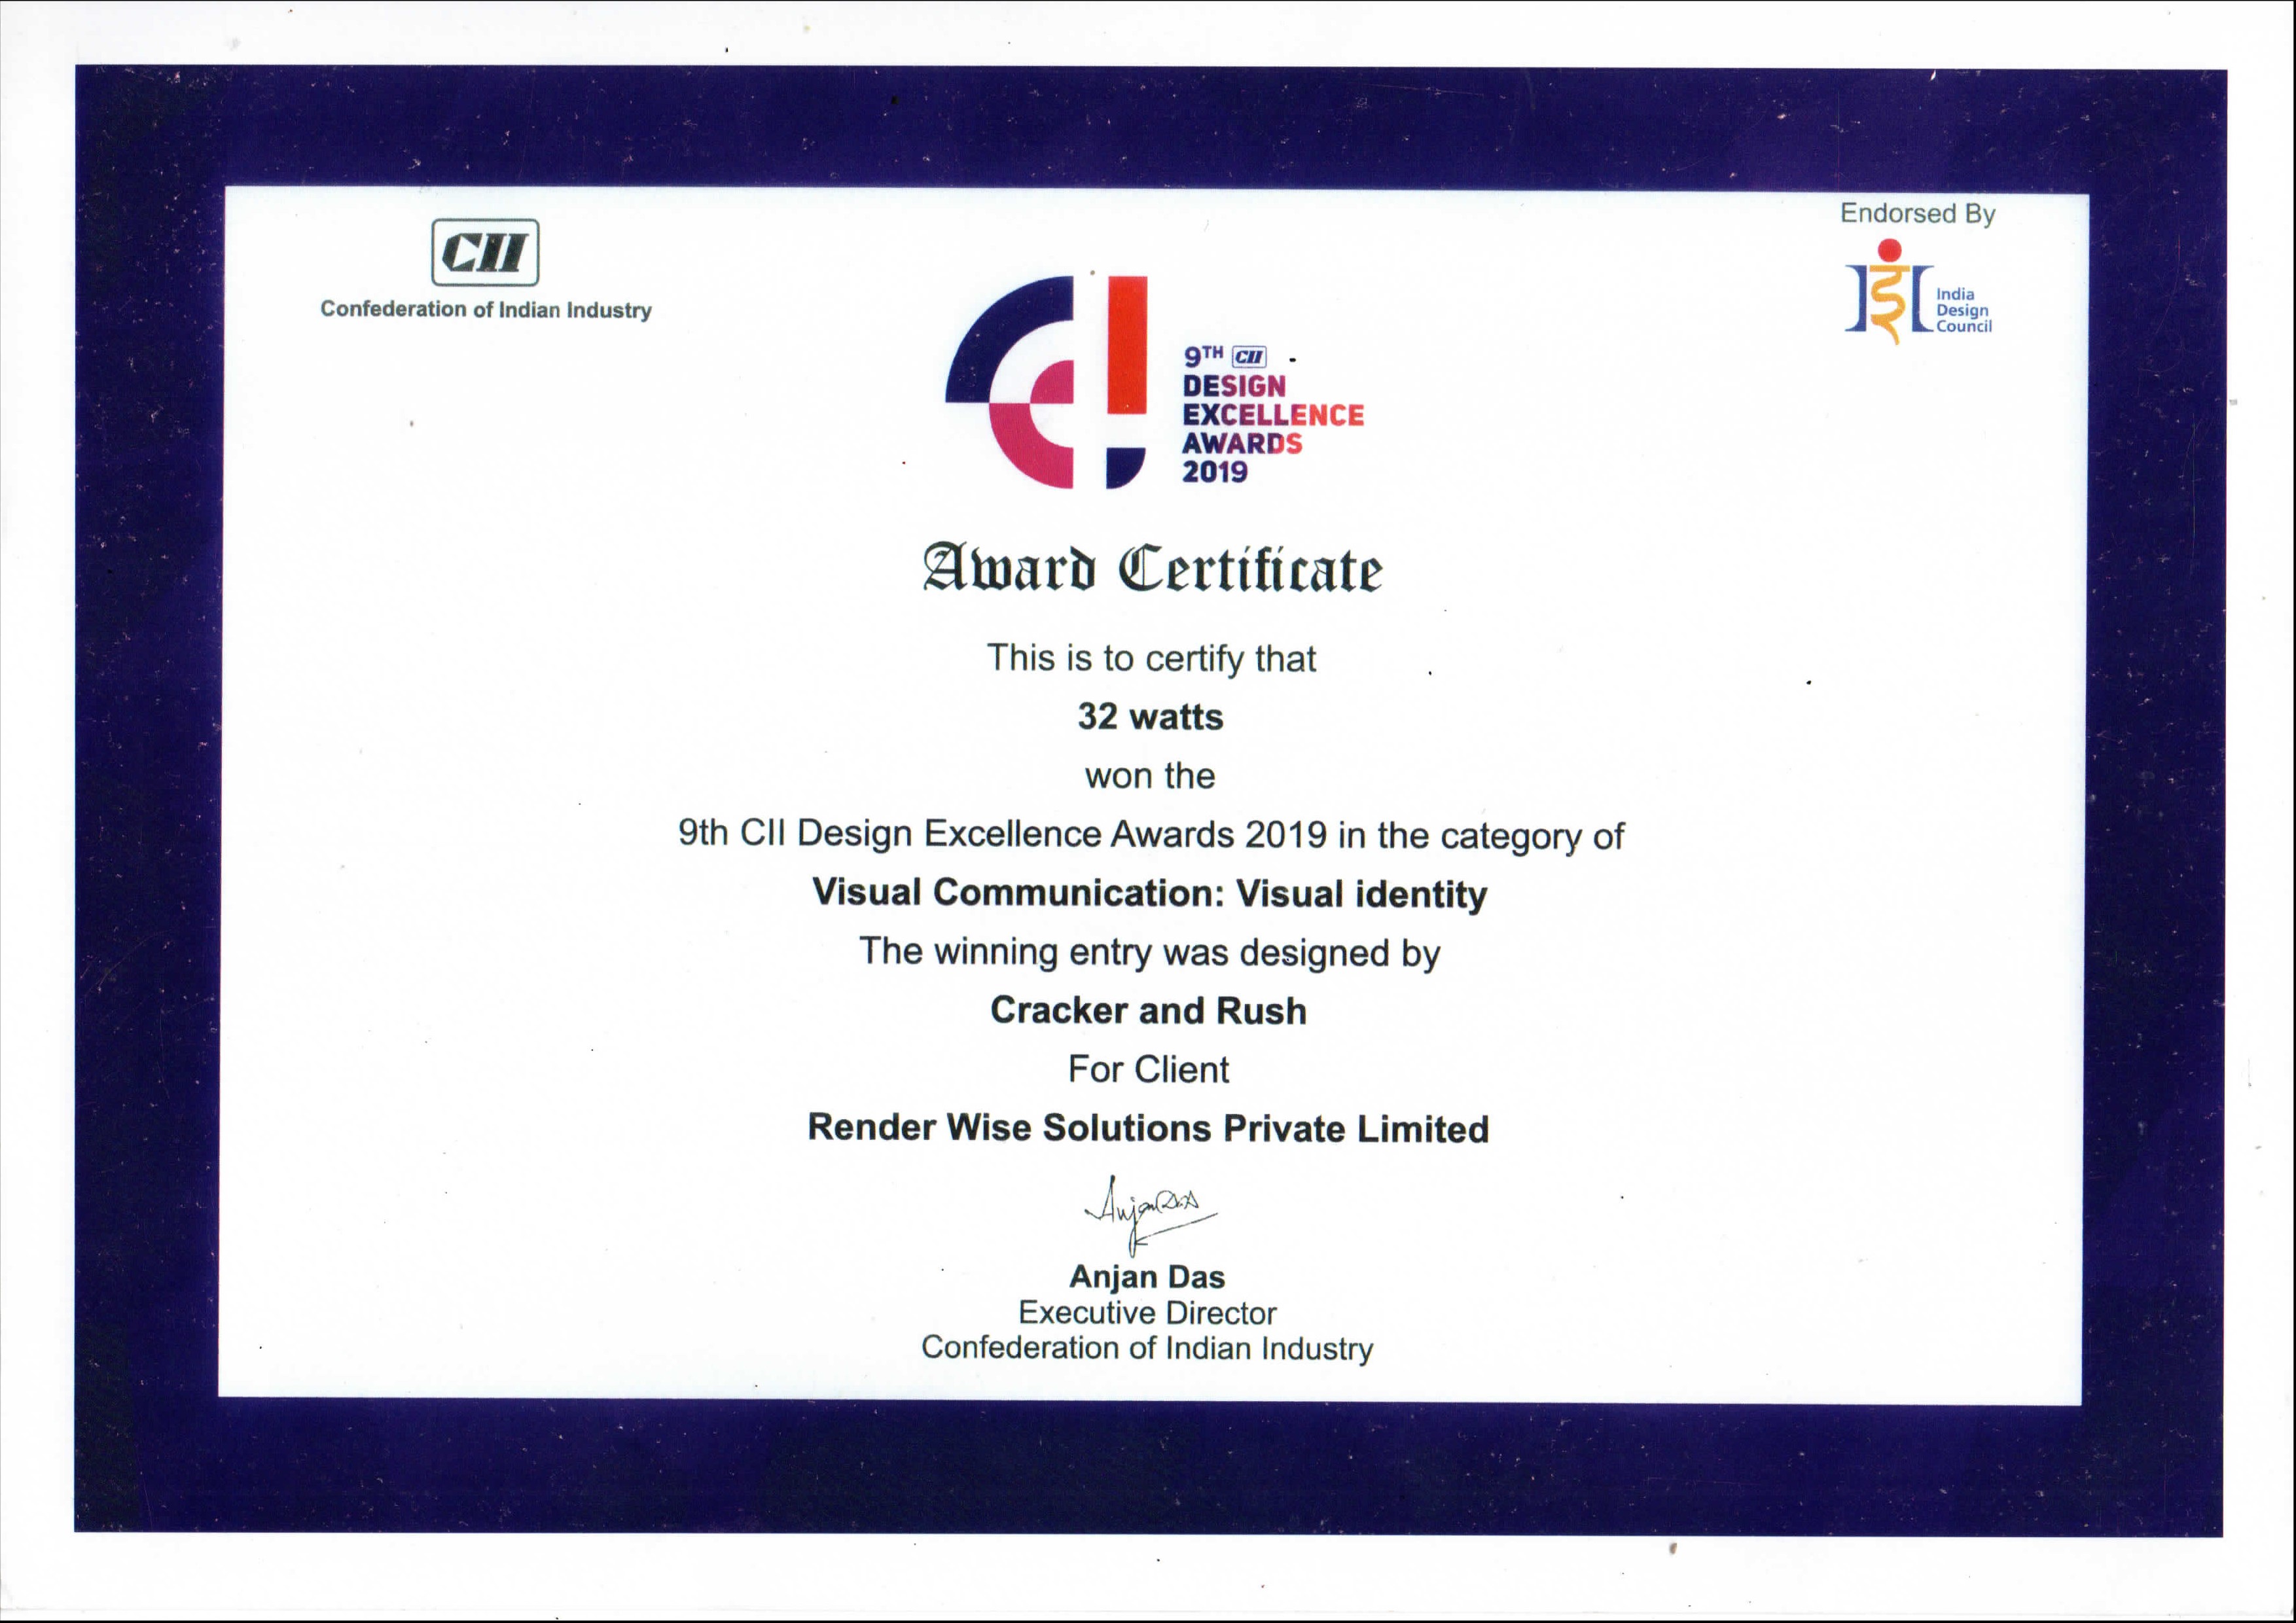 CII
Confederation of Indian Industry
Endorsed By
India
Design
Council
9TH CII
DESIGN
EXCELLENCE
AWARDS
2019
Award Certificate
This is to certify that
32 watts
won the
9th CII Design Excellence Awards 2019 in the category of
Visual Communication: Visual identity
The winning entry was designed by
Cracker and Rush
For Client
Render Wise Solutions Private Limited
Anjan Das
Anjan Das
Executive Director
Confederation of Indian Industry